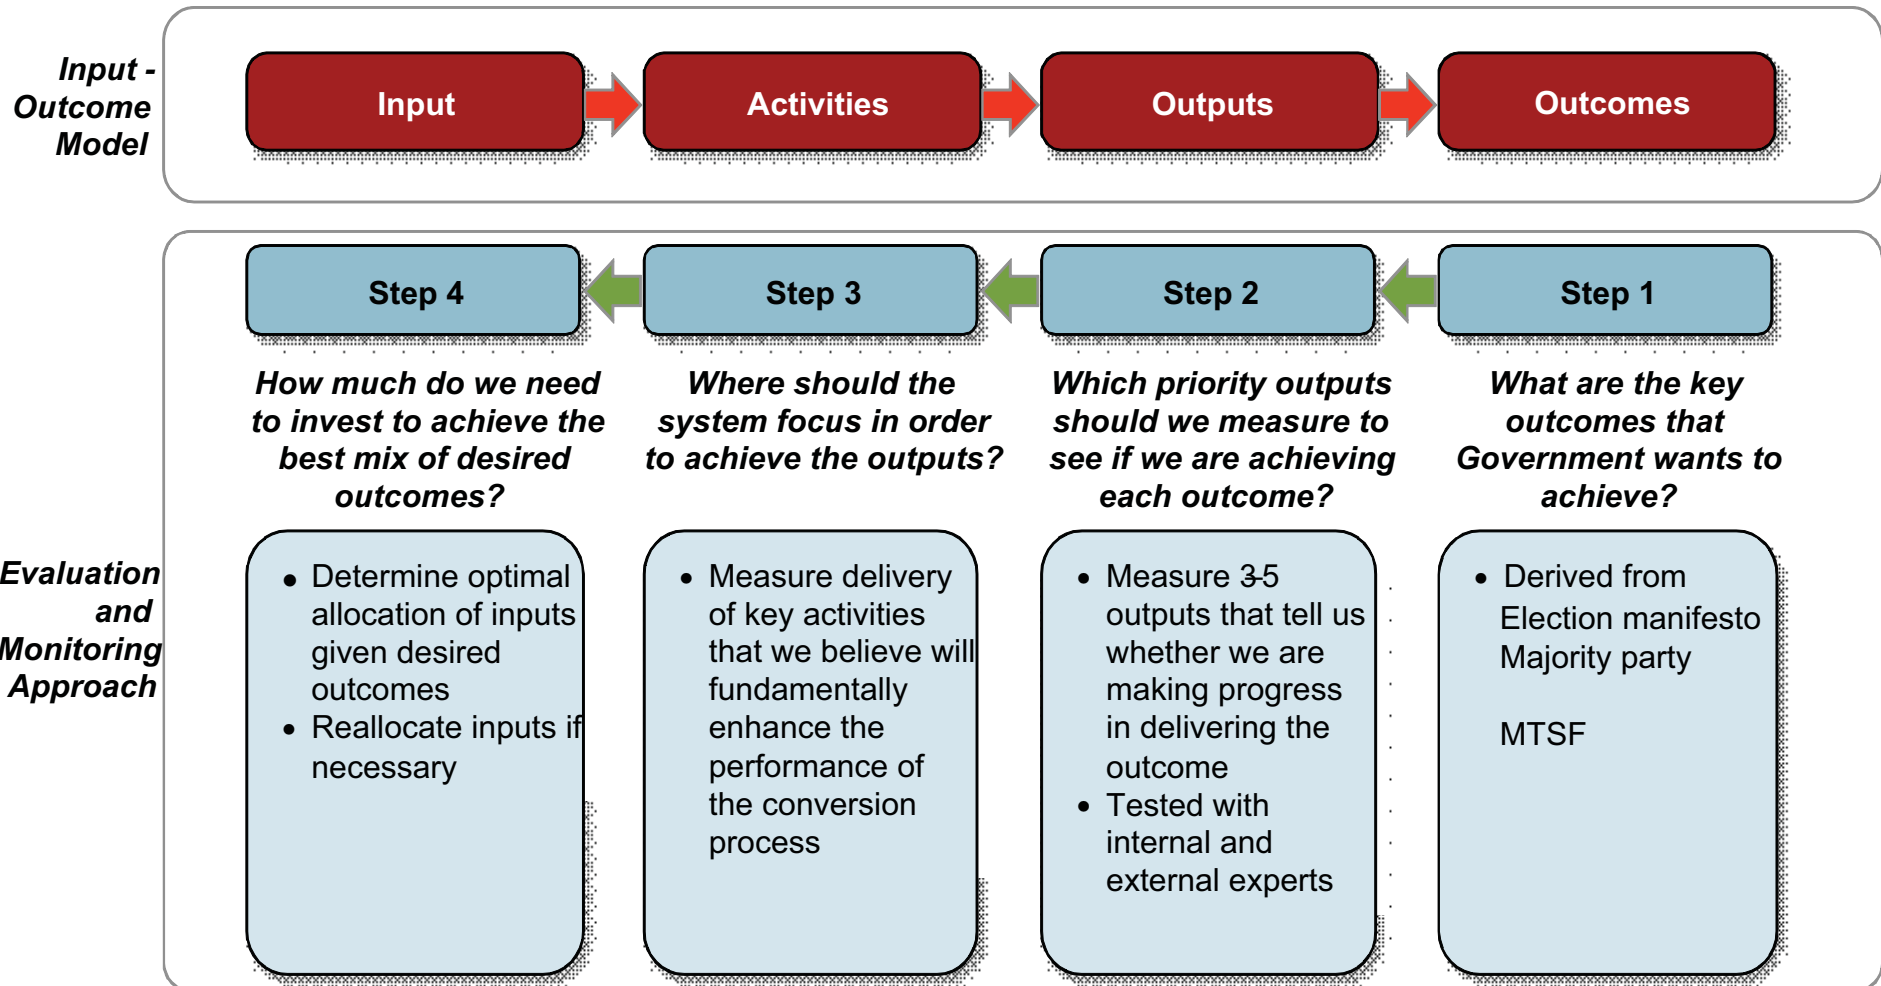 Input -
Outcome
Model
Input
Activities
Outputs
Outcomes
Evaluation
and
Monitoring
Approach
Step 4
How much do we need
to invest to achieve the
best mix of desired
outcomes?
• Determine optimal
allocation of inputs
given desired
outcomes
• Reallocate inputs if
necessary
Step 3
Where should the
system focus in order
to achieve the outputs?
• Measure delivery
of key activities
that we believe will
fundamentally
enhance the
performance of
the conversion
process
Step 2
Which priority outputs
should we measure to
see if we are achieving
each outcome?
• Measure 3-5
outputs that tell us
whether we are
making progress
in delivering the
outcome
• Tested with
internal and
external experts
Step 1
What are the key
outcomes that
Government wants to
achieve?
• Derived from
Election manifesto
Majority party
MTSF